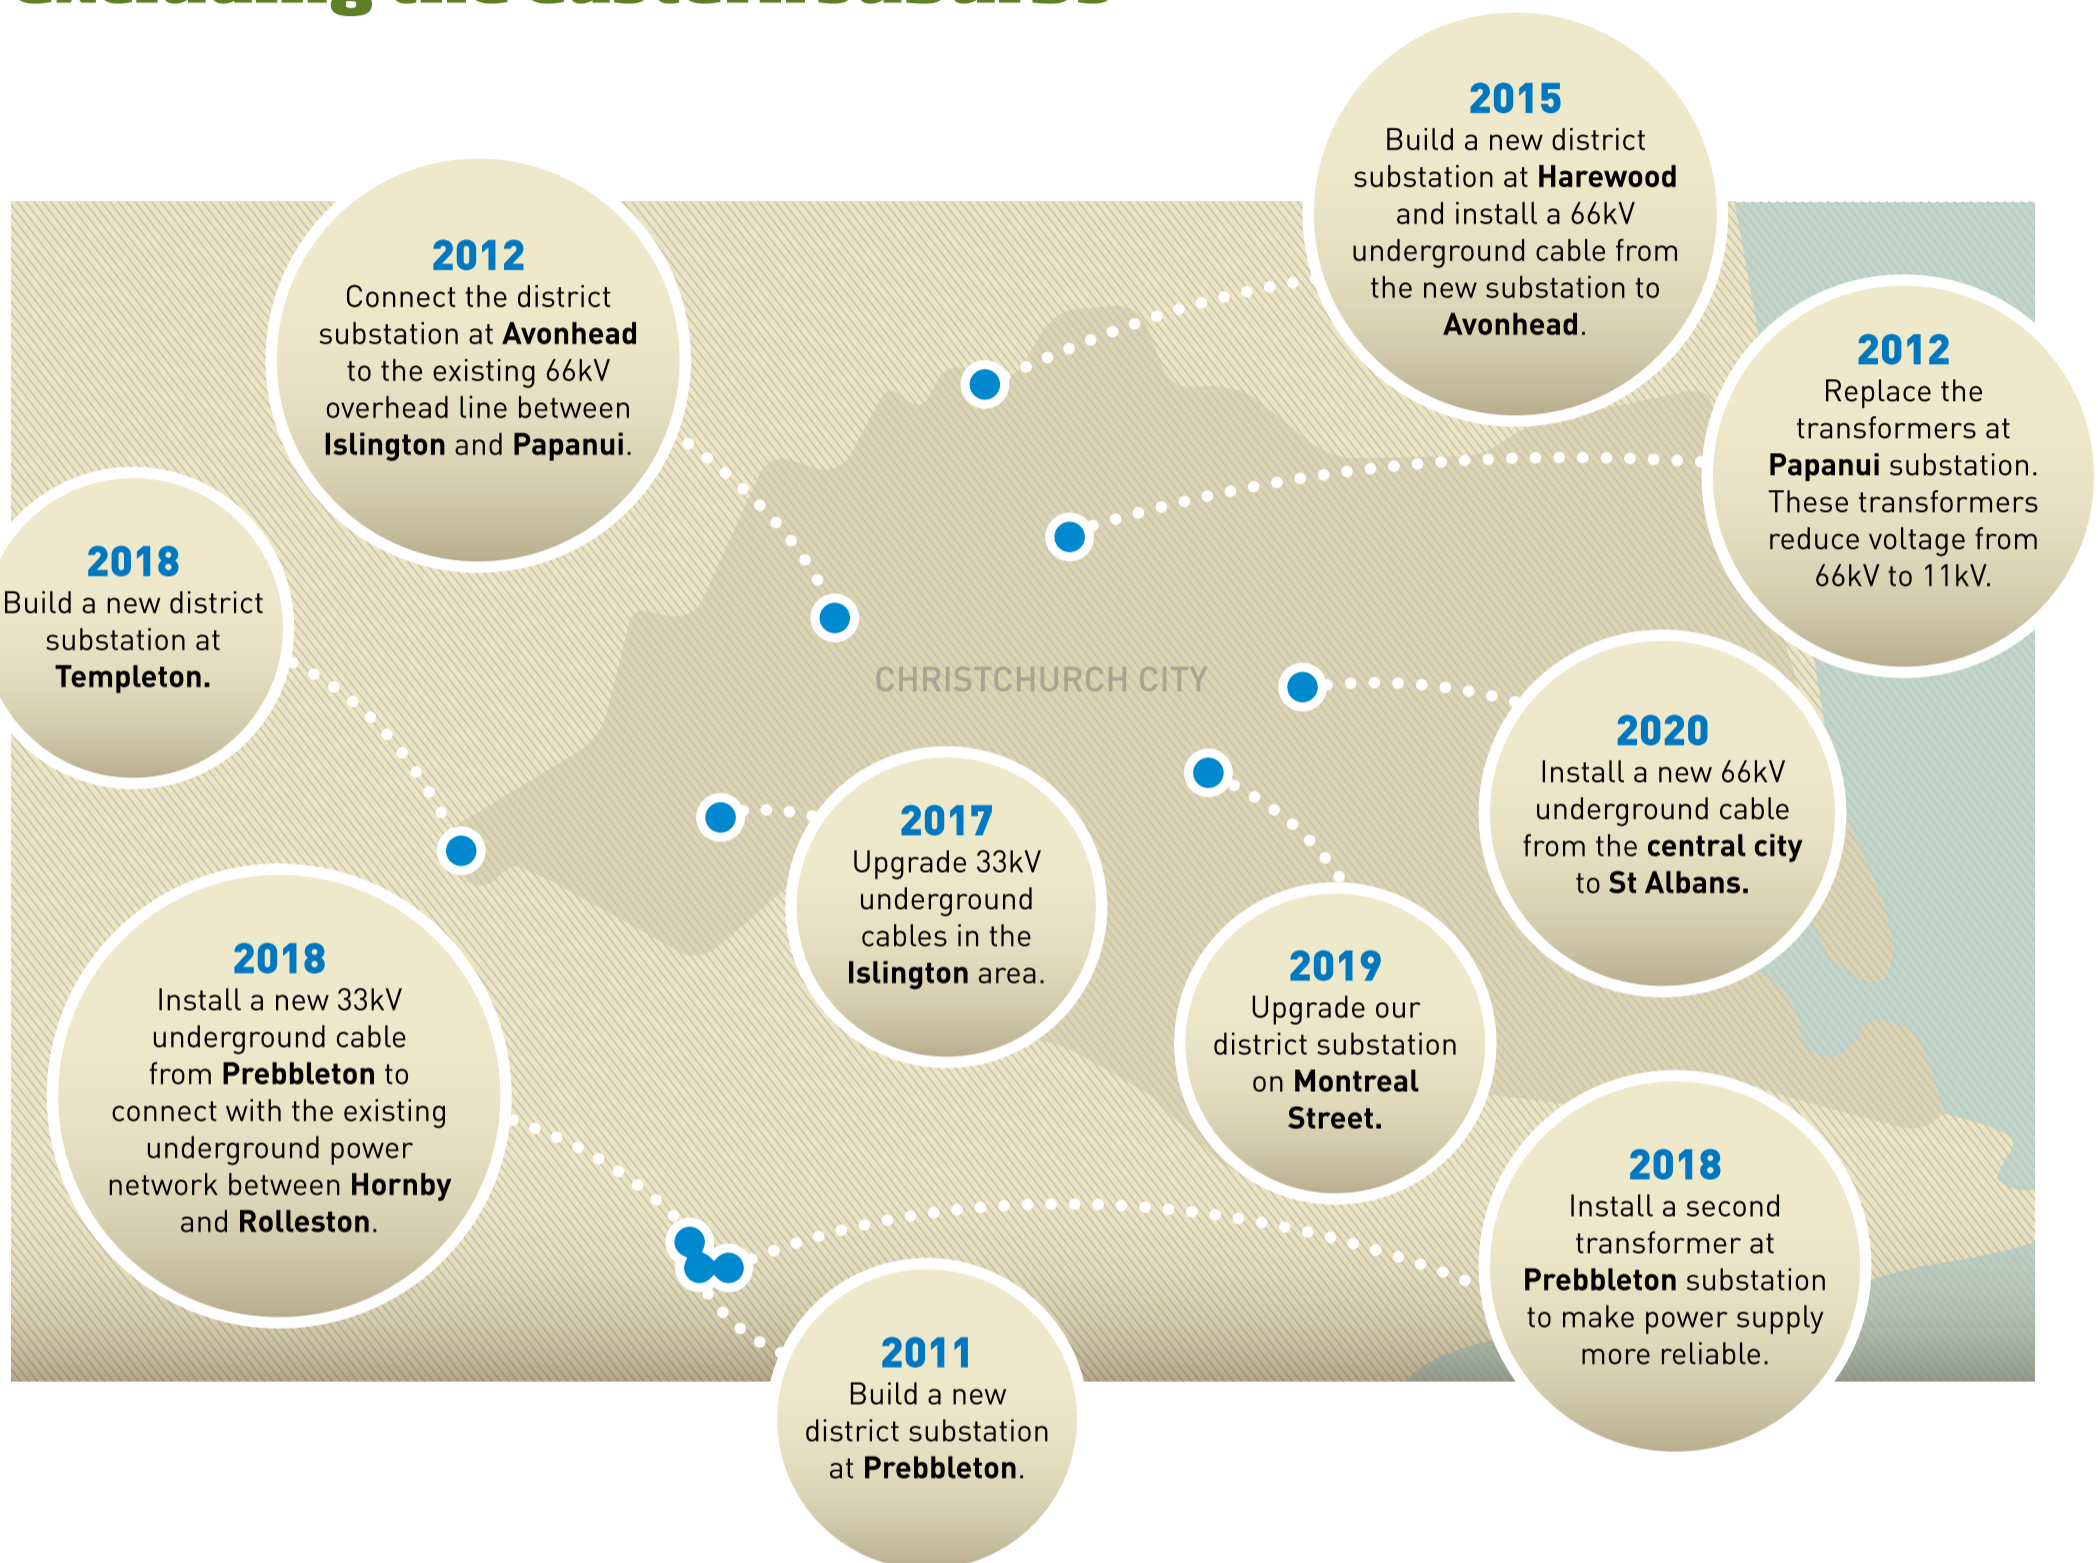 excluding the eastern suburbs
2015
Build a new district
substation at Harewood
and install a 66kV
underground cable from
the new substation to
Avonhead.
2012
Connect the district
substation at Avonhead
to the existing 66kV
overhead line between
Islington and Papanui.
2012
Replace the
transformers at
Papanui substation.
These transformers
reduce voltage from
66kV to 11kV.
2018
Build a new district
substation at
Templeton.
CHRISTCHURCH CITY
2020
Install a new 66kV
underground cable
from the central city
to St Albans.
2017
Upgrade 33kV
underground
cables in the
Islington area.
2019
Upgrade our
district substation
on Montreal
Street.
2018
Install a new 33kV
underground cable
from Prebbleton to
connect with the existing
underground power
network between Hornby
and Rolleston.
2018
Install a second
transformer at
Prebbleton substation
to make power supply
more reliable.
2011
Build a new
district substation
at Prebbleton.